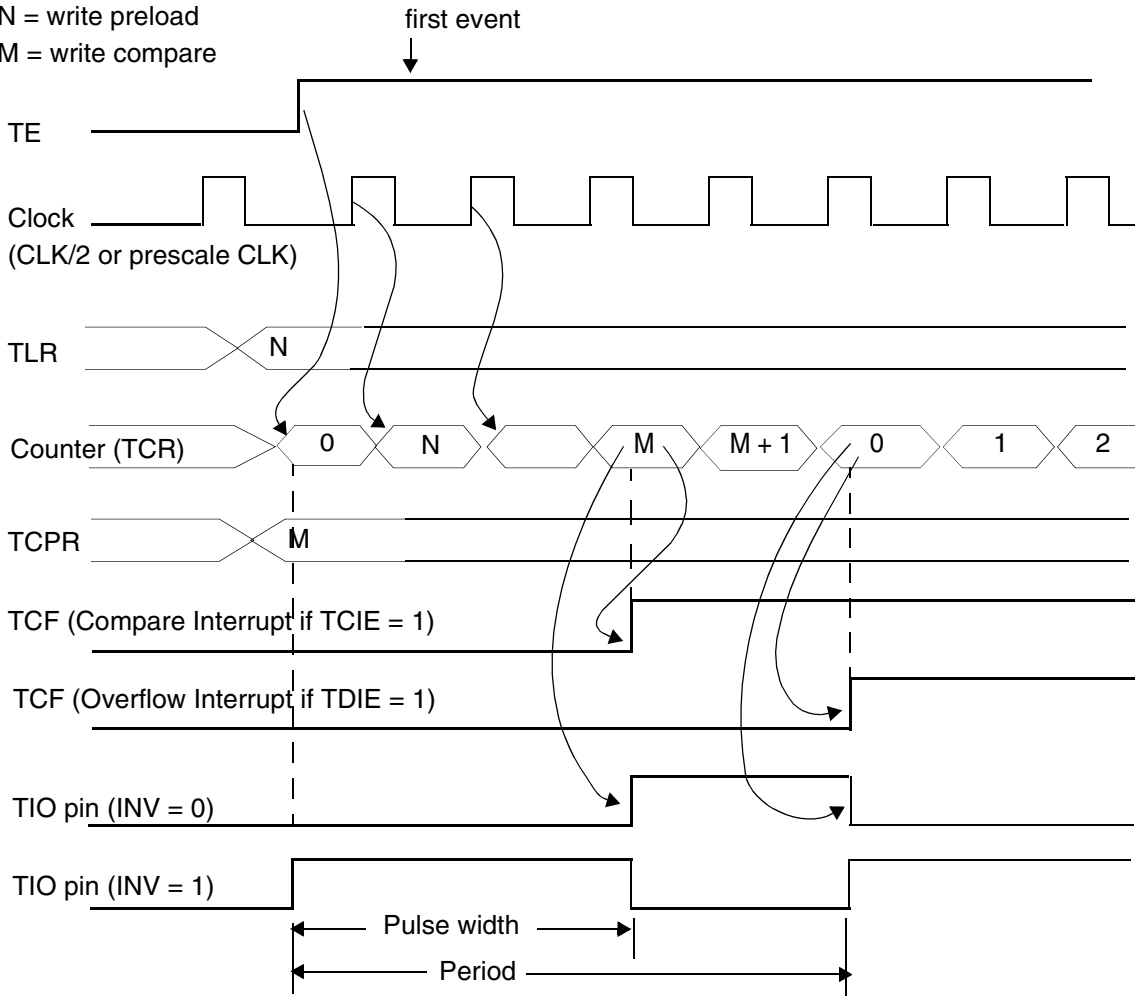 N = write preload
first event
M = write compare
TE
Clock
(CLK/2 or prescale CLK)
TLR
N
Counter (TCR)
0
N
M
M + 1
0
1
2
TCPR
M
TCF (Compare Interrupt if TCIE = 1)
TCF (Overflow Interrupt if TDIE = 1)
TIO pin (INV = 0)
TIO pin (INV = 1)
Pulse width
Period